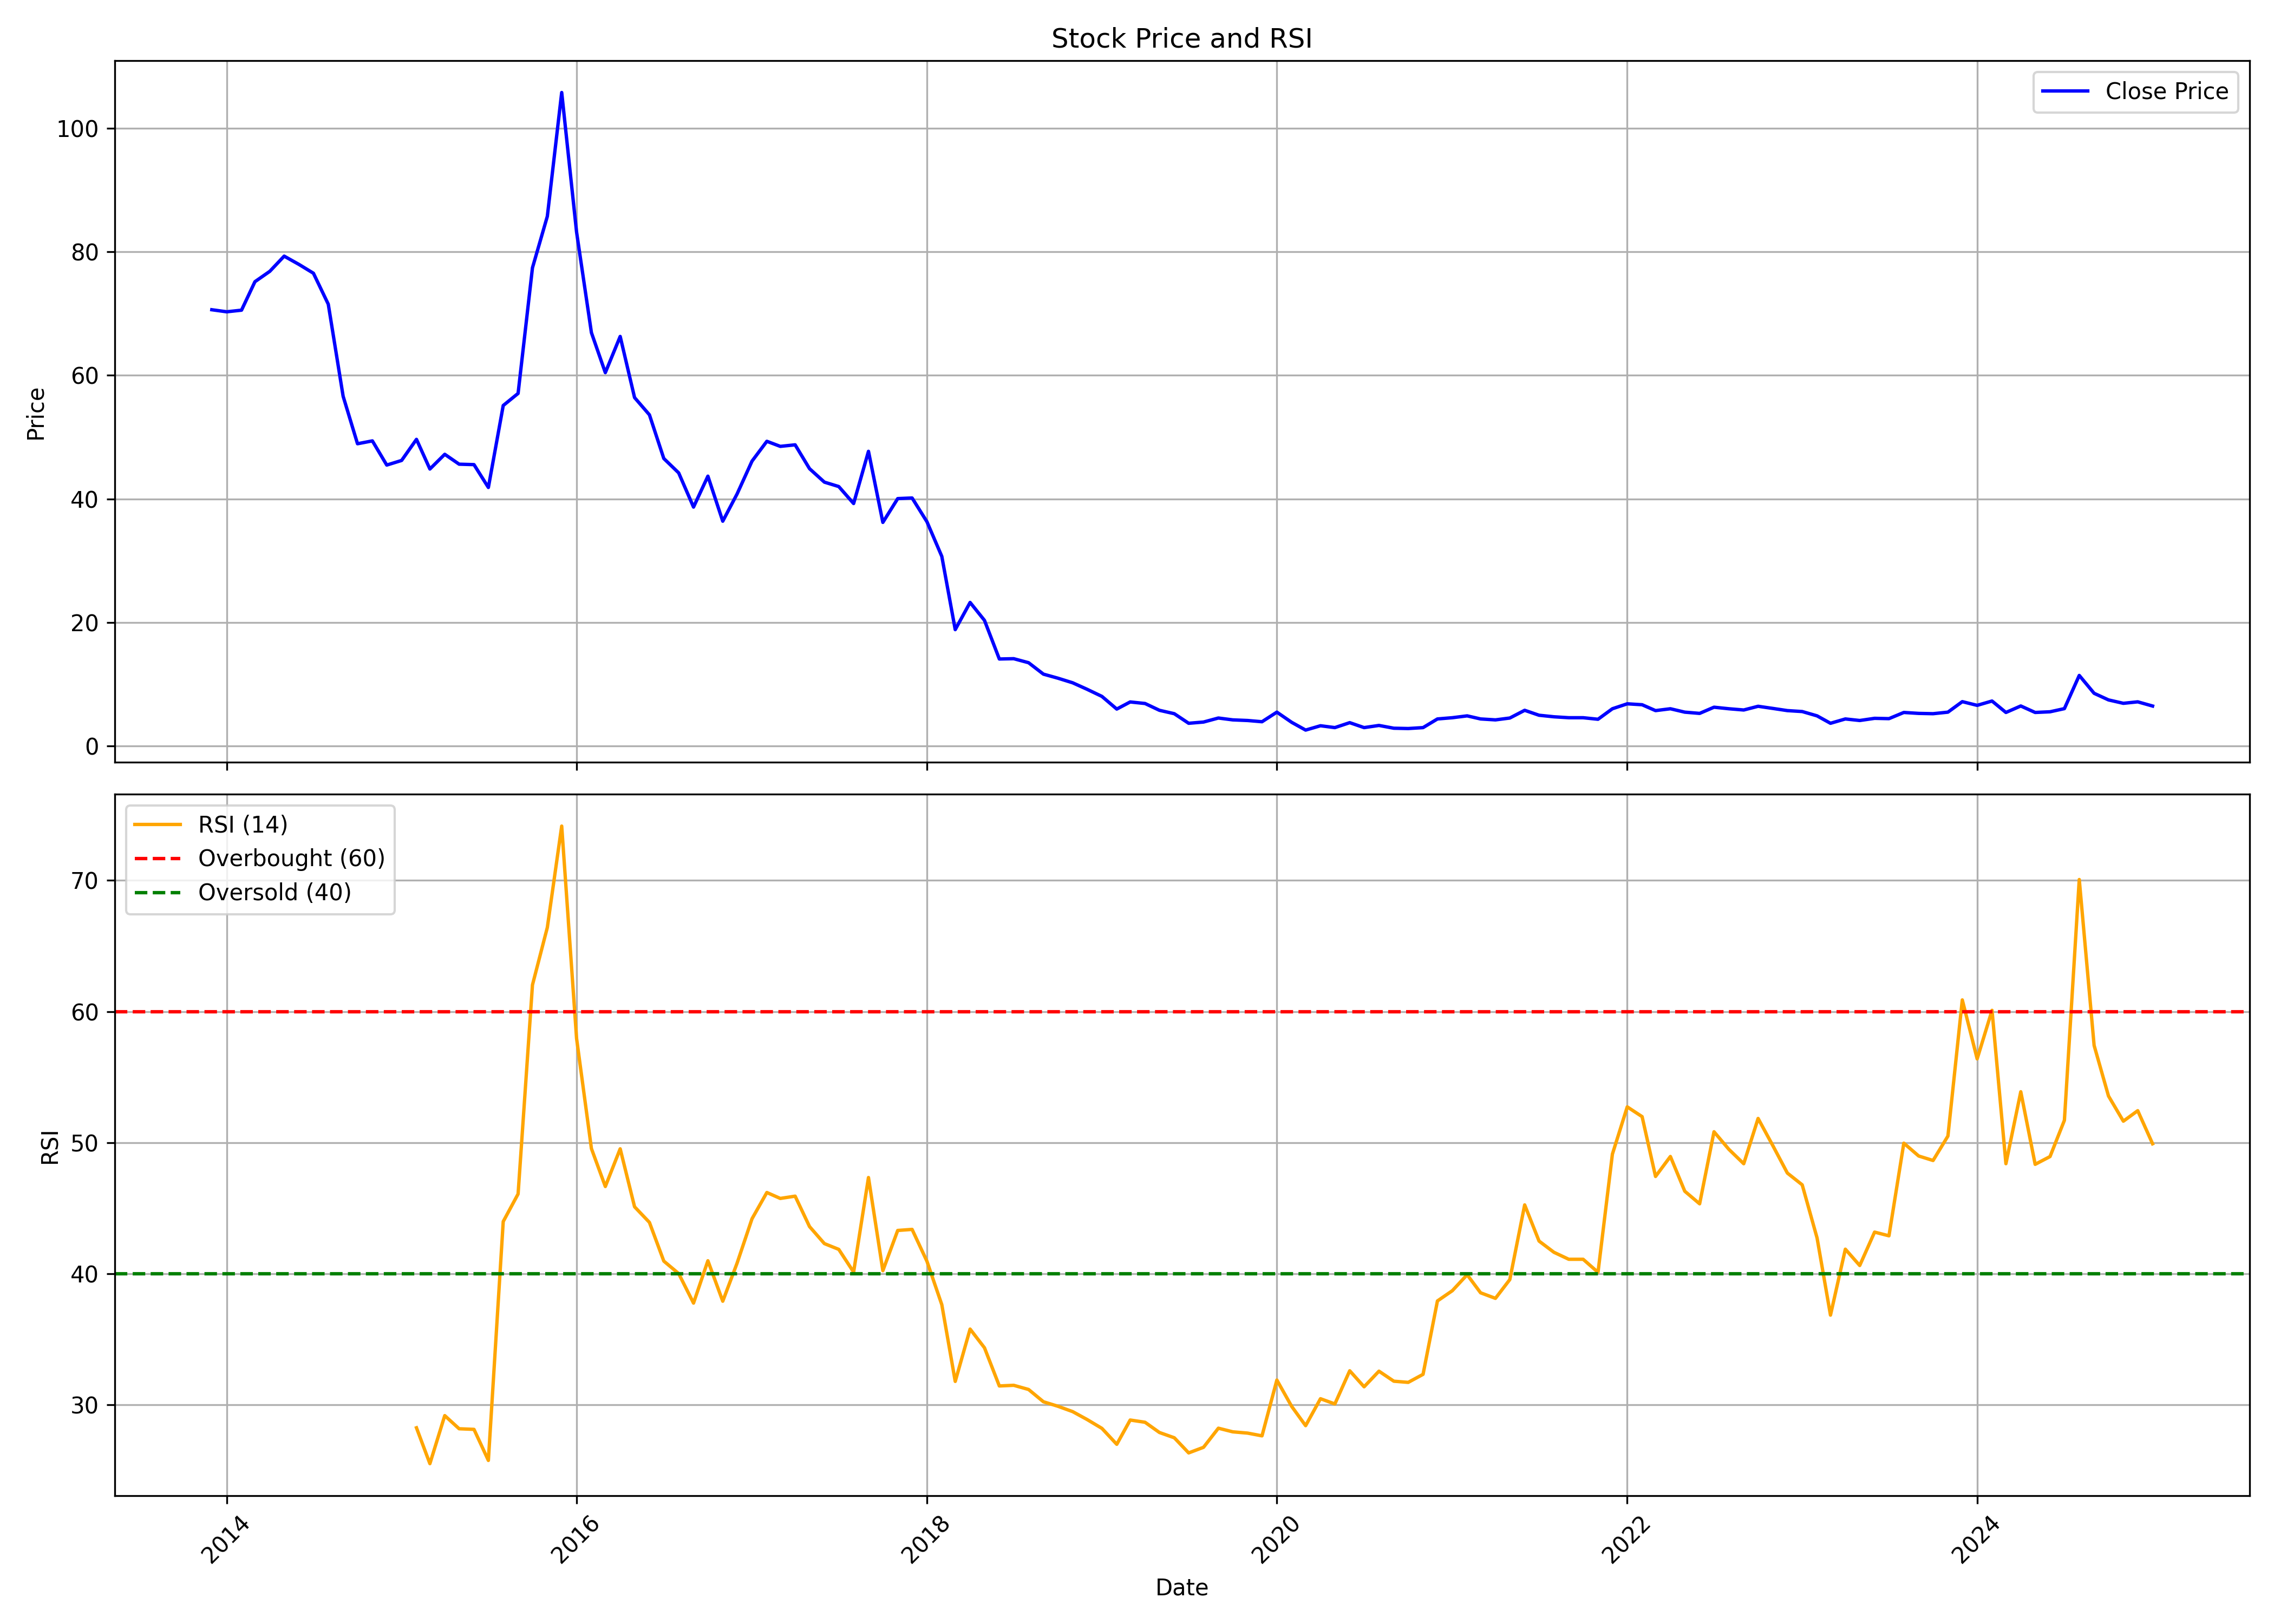 Stock Price and RSI
Close Price
100
80
60
40
20
0
Price
RSI (14)
Overbought (60)
Oversold (40)
70
60
50
40
30
RSI
2014
2016
2018
2020
2022
2024
Date